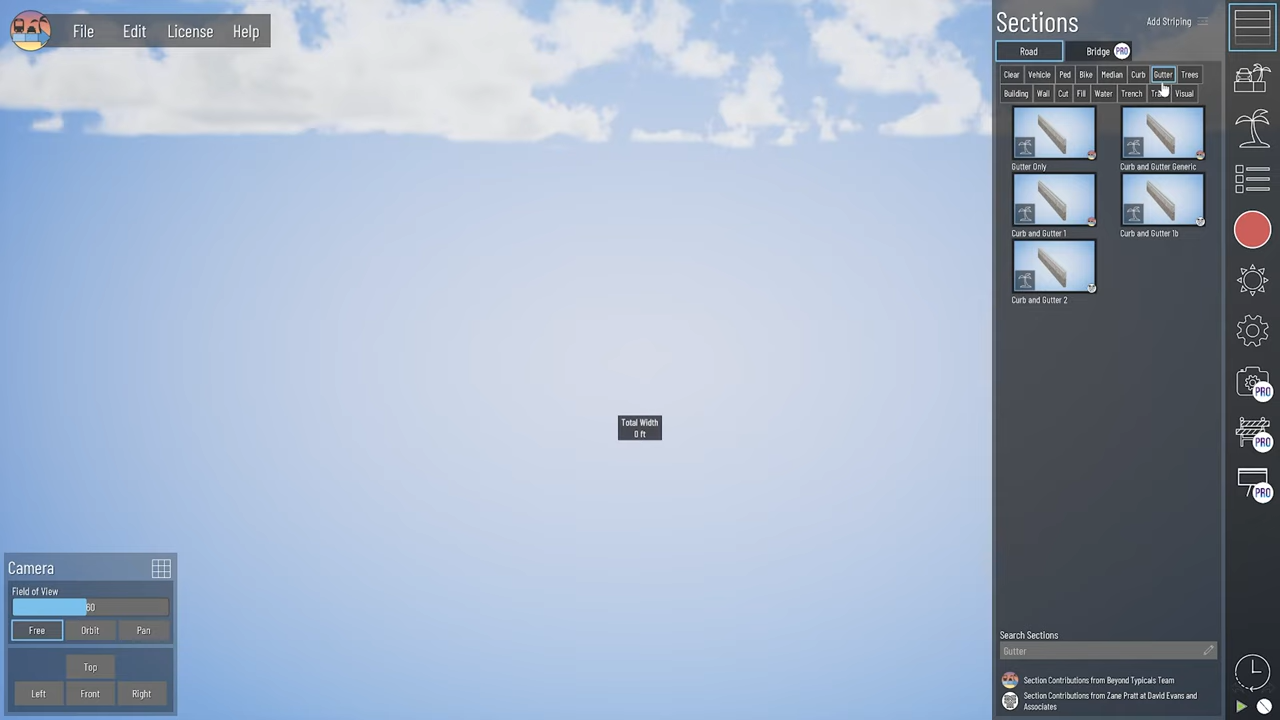 File Edit License Help
Sections
Add Striping
Road Bridge PRO
Clear Vehicle Ped Bike Median Curb Gutter Trees
Building Wall Cut Fill Water Trench Visual
Gutter Only Curb and Gutter Generic
Curb and Gutter 1 Curb and Gutter 1b
Curb and Gutter 2
PRO
PRO
PRO
Total Width
0 ft
Camera
Field of View
60
Free Orbit Pan
Top
Left Front Right
Search Sections
Gutter
Section Contributions from Beyond Typicals Team
Section Contributions from Zane Pratt at David Evans and
Associates